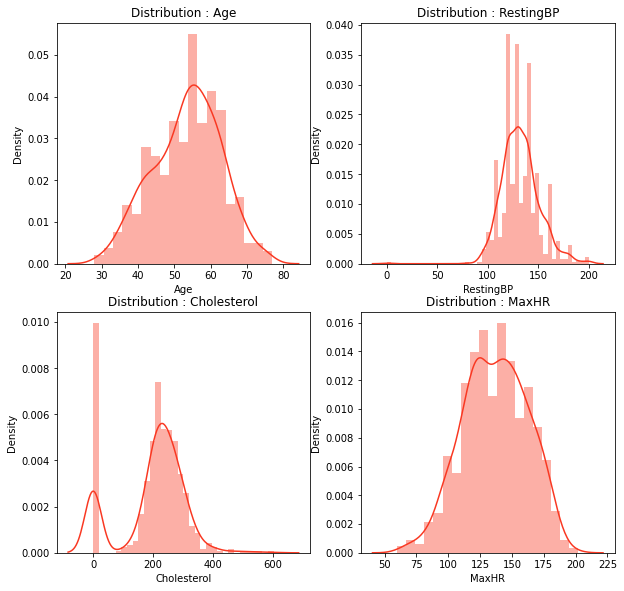 Distribution : Age
Density
0.05
0.04
0.03
0.02
0.01
0.00
20 30 40 50 60 70 80
Age
Distribution : RestingBP
Density
0.040
0.035
0.030
0.025
0.020
0.015
0.010
0.005
0.000
0 50 100 150 200
RestingBP
Distribution : Cholesterol
Density
0.010
0.008
0.006
0.004
0.002
0.000
0 200 400 600
Cholesterol
Distribution : MaxHR
Density
0.016
0.014
0.012
0.010
0.008
0.006
0.004
0.002
0.000
50 75 100 125 150 175 200 225
MaxHR